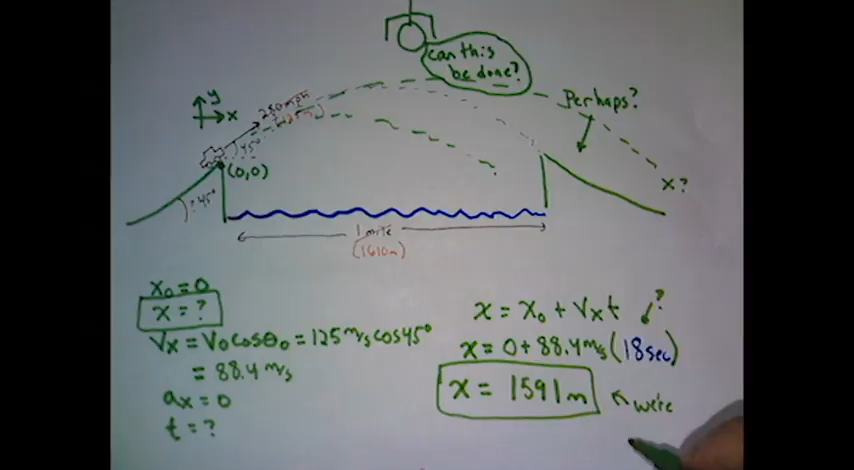 can this
be done?
Perhaps?
y
x
250 mph
45°
(0,0)
x?
? 45°
1 mile
(1610m)
x₀ = 0
x = ?
Vx = V₀cosθ₀ = 125 m/s cos45°
= 88.4 m/s
ax = 0
t = ?
x = x₀ + Vxt
?
x = 0 + 88.4 m/s (18sec)
x = 1591m
we're